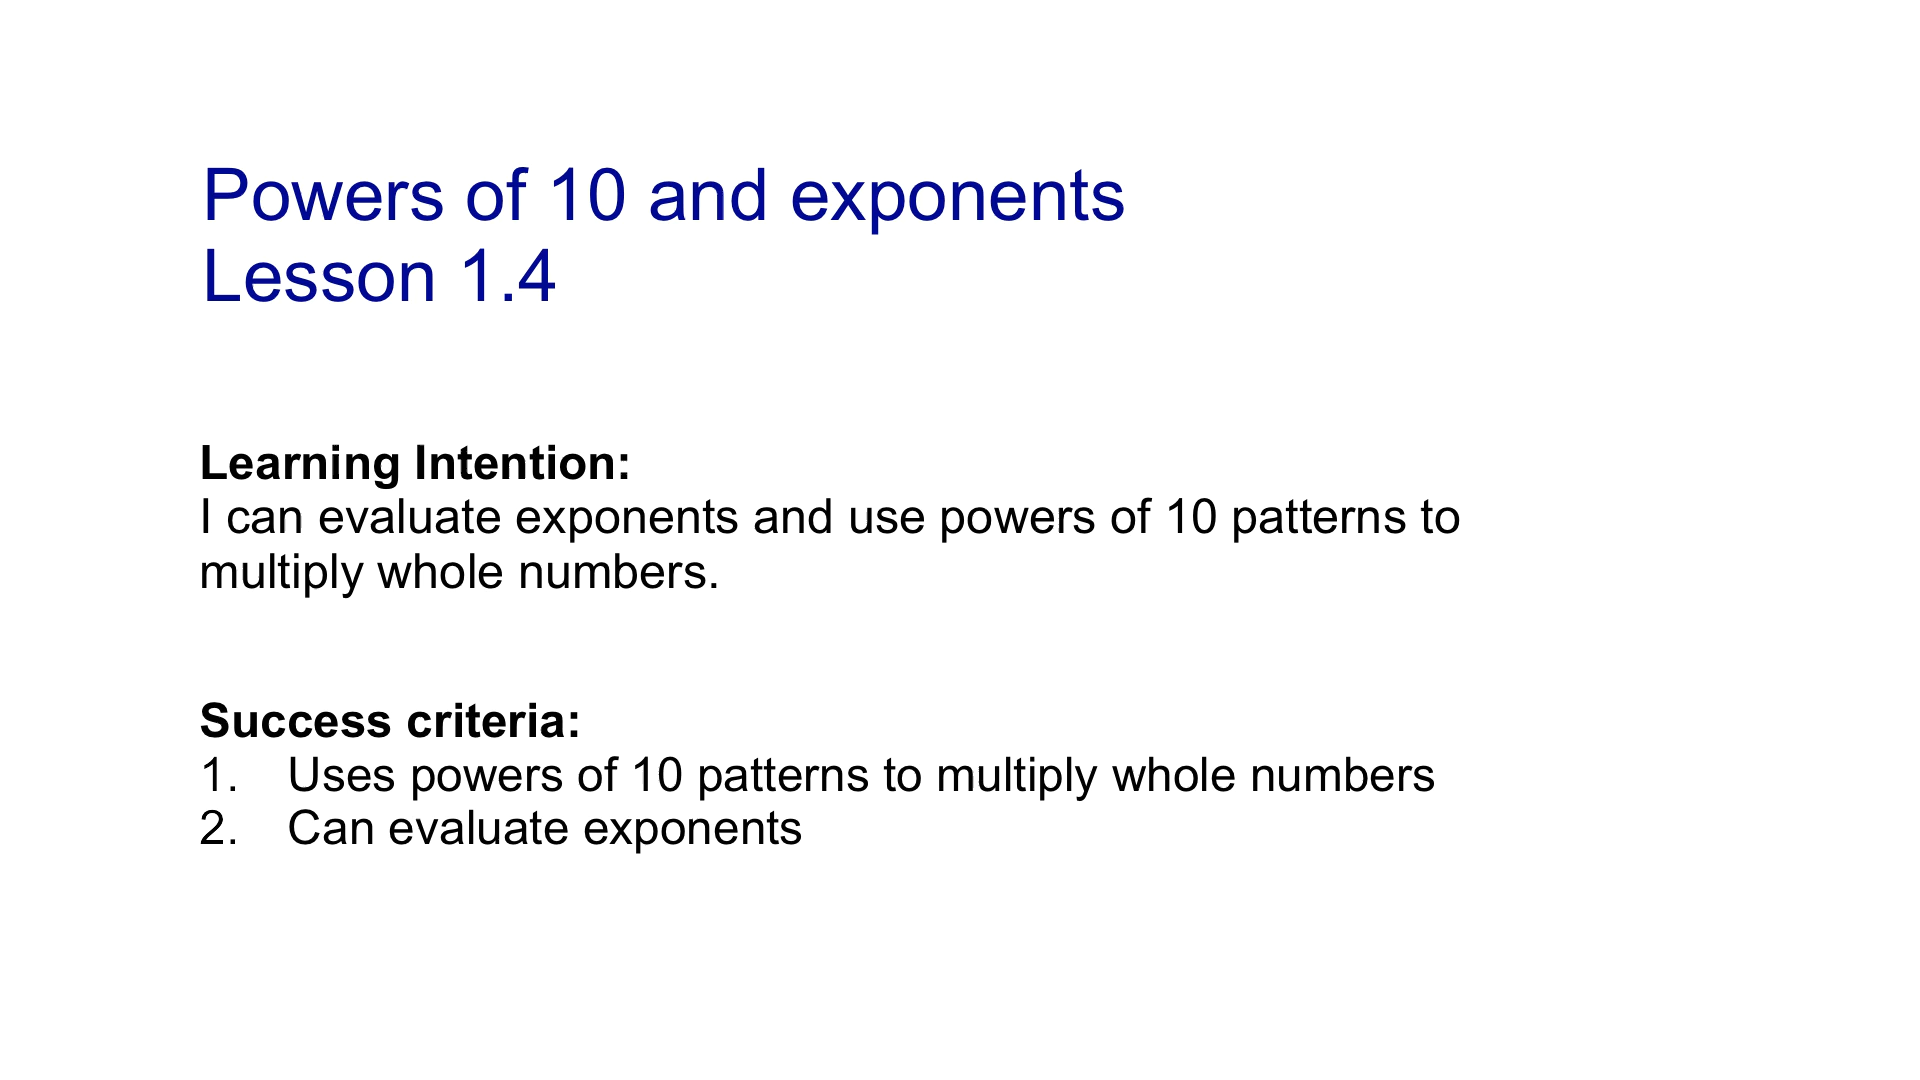 Powers of 10 and exponents
Lesson 1.4
Learning Intention:
I can evaluate exponents and use powers of 10 patterns to
multiply whole numbers.
Success criteria:
1. Uses powers of 10 patterns to multiply whole numbers
2. Can evaluate exponents